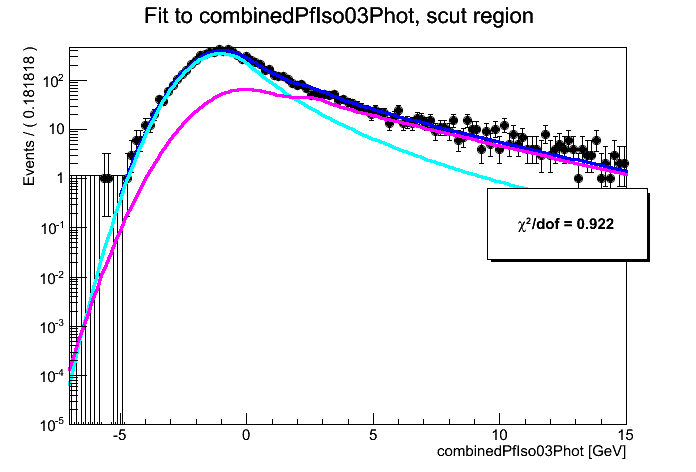 Fit to combinedPfIso03Phot, scut region
Events / ( 0.181818 )
10²
10
1
10⁻¹
10⁻²
10⁻³
10⁻⁴
10⁻⁵
χ²/dof = 0.922
-5 0 5 10 15
combinedPfIso03Phot [GeV]